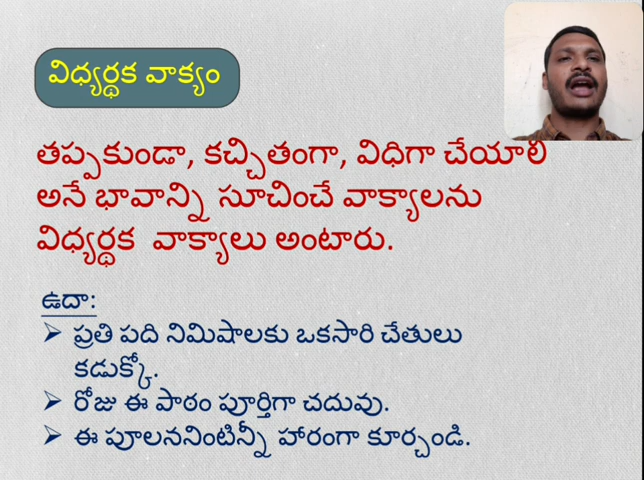 విధ్యర్థక వాక్యం
తప్పకుండా, కచ్చితంగా, విధిగా చేయాలి
అనే భావాన్ని సూచించే వాక్యాలను
విధ్యర్థక వాక్యాలు అంటారు.
ఉదా:
➢ ప్రతి పది నిమిషాలకు ఒకసారి చేతులు
కడుక్కో.
➢ రోజు ఈ పాఠం పూర్తిగా చదువు.
➢ ఈ పూలననింటిన్నీ హారంగా కూర్చండి.